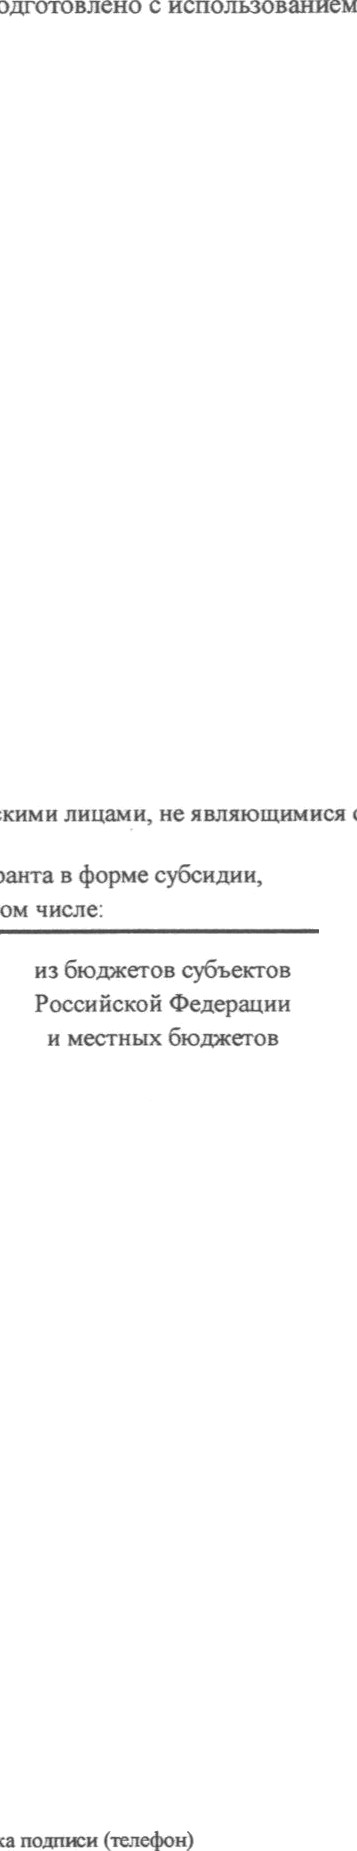 одготовлено с использованием
скими лицами, не являющимися с
ранта в форме субсидии,
ом числе:
из бюджетов субъектов
Российской Федерации
и местных бюджетов
ка подписи (телефон)